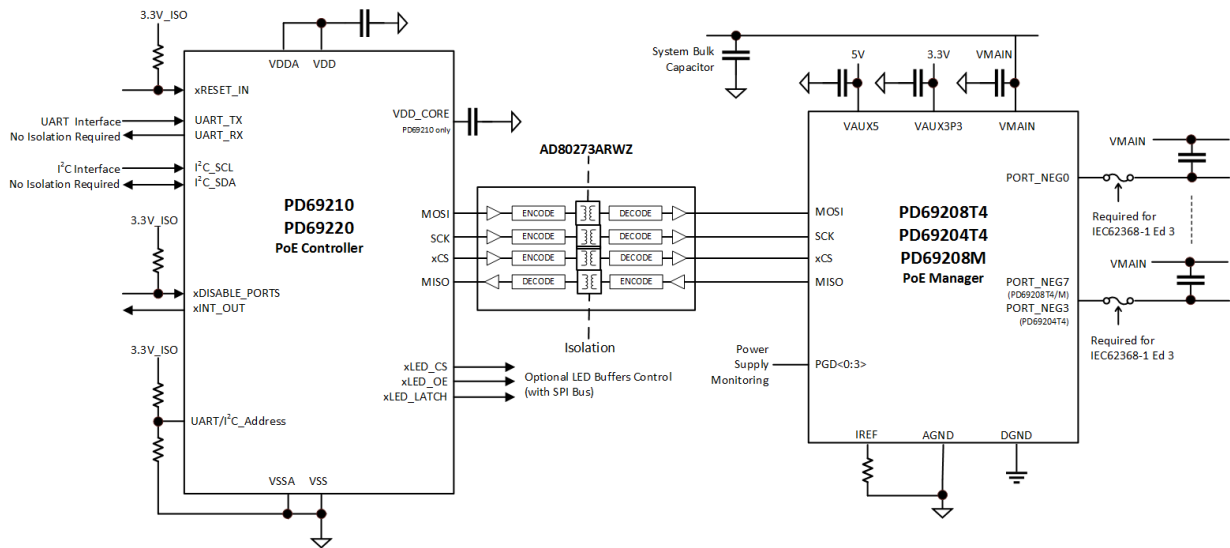 3.3V_ISO
VDDA
VDD
xRESET_IN
UART Interface
No Isolation Required
UART_TX
UART_RX
VDD_CORE
PD69210 only
I²C Interface
No Isolation Required
I²C_SCL
I²C_SDA
3.3V_ISO
PD69210
PD69220
PoE Controller
MOSI
SCK
xCS
MISO
xDISABLE_PORTS
xINT_OUT
3.3V_ISO
xLED_CS
xLED_OE
xLED_LATCH
Optional LED Buffers Control
(with SPI Bus)
UART/I²C_Address
VSSA
VSS
AD80273ARWZ
ENCODE
DECODE
ENCODE
DECODE
ENCODE
DECODE
DECODE
ENCODE
Isolation
System Bulk
Capacitor
5V
3.3V
VMAIN
VAUX5
VAUX3P3
VMAIN
MOSI
SCK
xCS
MISO
PD69208T4
PD69204T4
PD69208M
PoE Manager
PORT_NEG0
VMAIN
Required for
IEC62368-1 Ed 3
PORT_NEG7
(PD69208T4/M)
PORT_NEG3
(PD69204T4)
VMAIN
Required for
IEC62368-1 Ed 3
Power
Supply
Monitoring
PGD<0:3>
IREF
AGND
DGND